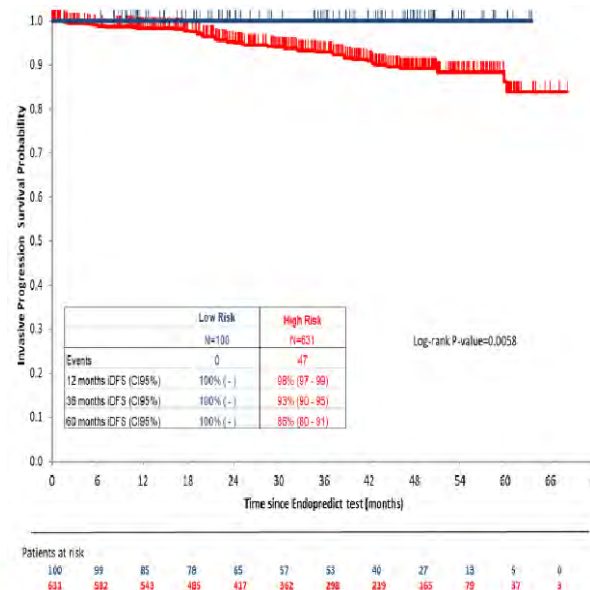 1.0
0.9
0.8
0.7
0.6
0.5
0.4
0.3
0.2
0.1
0.0
Invasive Progression Survival Probability
Low Risk High Risk
N=100 N=631
Events 0 47
12 months iDFS (CI95%) 100% ( - ) 98% (97 - 99)
36 months iDFS (CI95%) 100% ( - ) 93% (90 - 95)
60 months iDFS (CI95%) 100% ( - ) 86% (80 - 91)
Log-rank P-value=0.0058
0 6 12 18 24 30 36 42 48 54 60 66
Time since Endopredict test (months)
Patients at risk
100 99 85 78 65 57 53 40 27 13 5 0
631 582 543 485 417 362 298 239 165 79 37 3